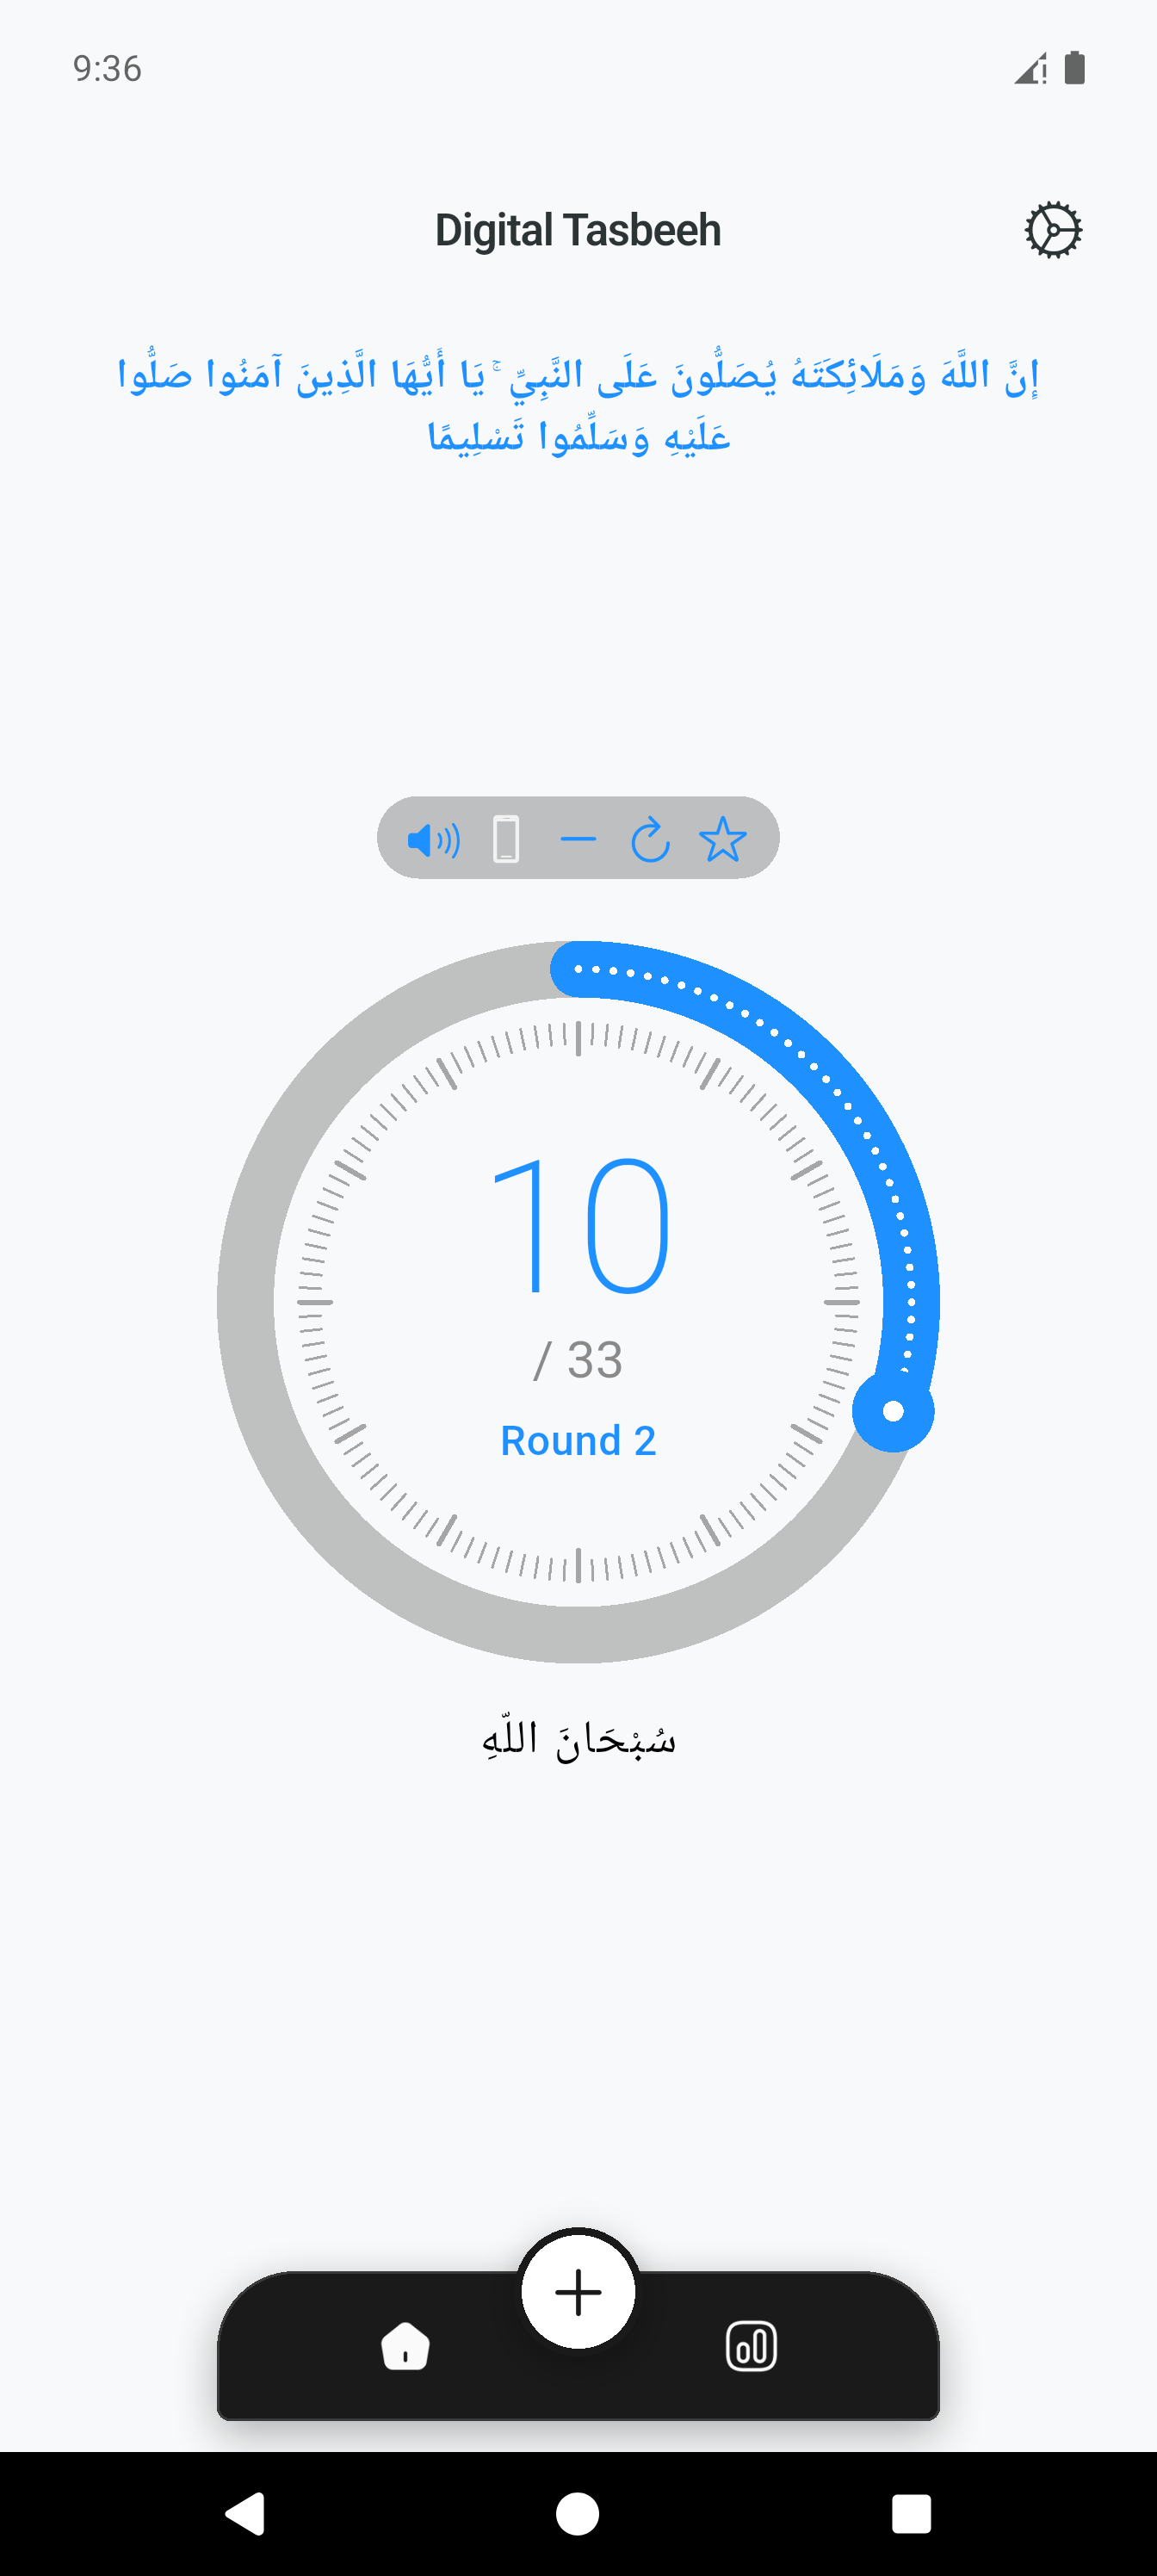 9:36
Digital Tasbeeh
إِنَّ اللَّهَ وَمَلَائِكَتَهُ يُصَلُّونَ عَلَى النَّبِيِّ ۚ يَا أَيُّهَا الَّذِينَ آمَنُوا صَلُّوا
عَلَيْهِ وَسَلِّمُوا تَسْلِيمًا
10
/ 33
Round 2
سُبْحَانَ اللّهِ